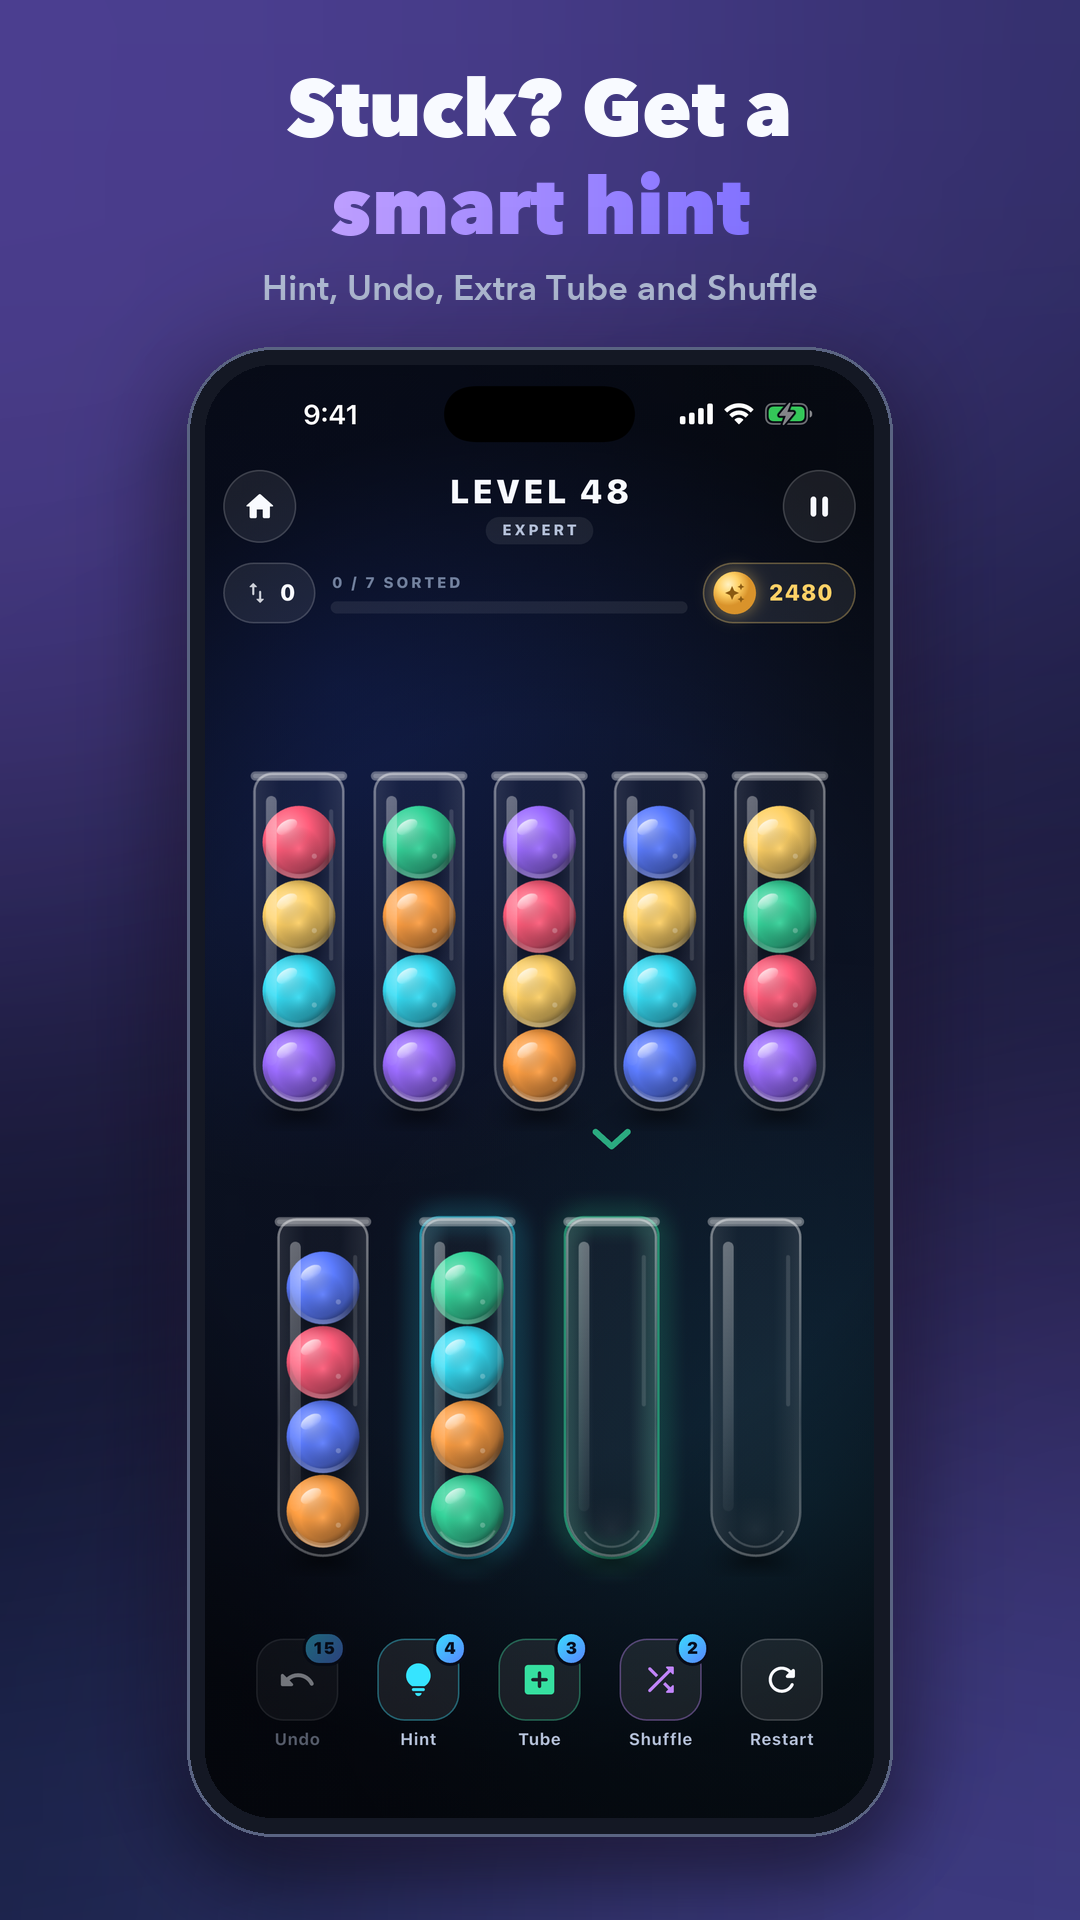 Stuck? Get a
smart hint
Hint, Undo, Extra Tube and Shuffle
9:41
LEVEL 48
EXPERT
0
0 / 7 SORTED
2480
15
4
3
2
Undo
Hint
Tube
Shuffle
Restart